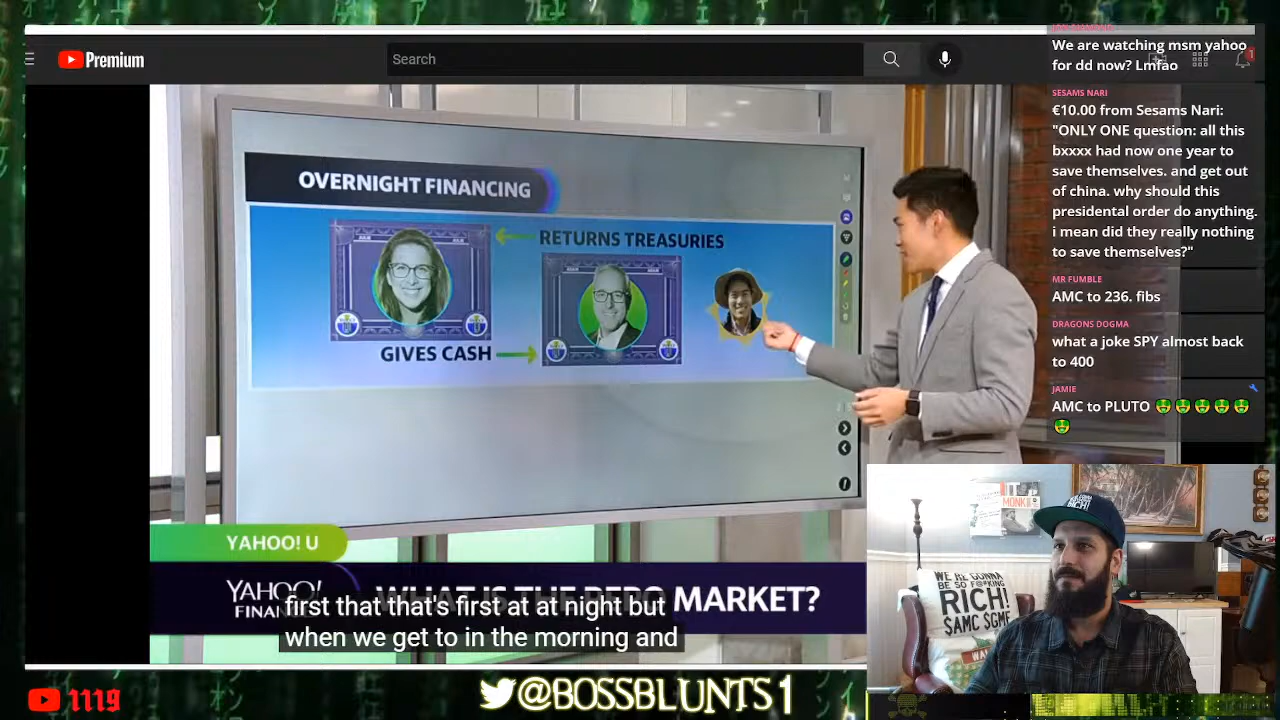 Premium
Search
1
OVERNIGHT FINANCING
RETURNS TREASURIES
GIVES CASH
YAHOO! U
YAHOO!
MARKET?
first that that's first at at night but
when we get to in the morning and
We are watching msm yahoo
for dd now? Lmfao
SESAMS NARI
€10.00 from Sesams Nari:
"ONLY ONE question: all this
bxxxx had now one year to
save themselves. and get out
of china. why should this
presidental order do anything.
i mean did they really nothing
to save themselves?"
MR FUMBLE
AMC to 236. fibs
DRAGONS DOGMA
what a joke SPY almost back
to 400
JAMIE
AMC to PLUTO 🤑🤑🤑🤑🤑
🤑
WE'RE GONNA
BE SO F@#KING
RICH!
$AMC $GME
1119
@BOSSBLUNTS1